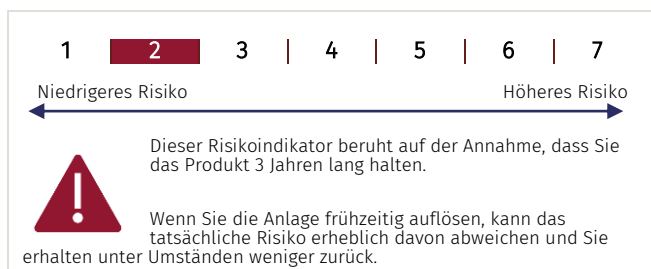 1 2 3 4 5 6 7
Niedrigeres Risiko Höheres Risiko
Dieser Risikoindikator beruht auf der Annahme, dass Sie
das Produkt 3 Jahren lang halten.
Wenn Sie die Anlage frühzeitig auflösen, kann das
tatsächliche Risiko erheblich davon abweichen und Sie
erhalten unter Umständen weniger zurück.